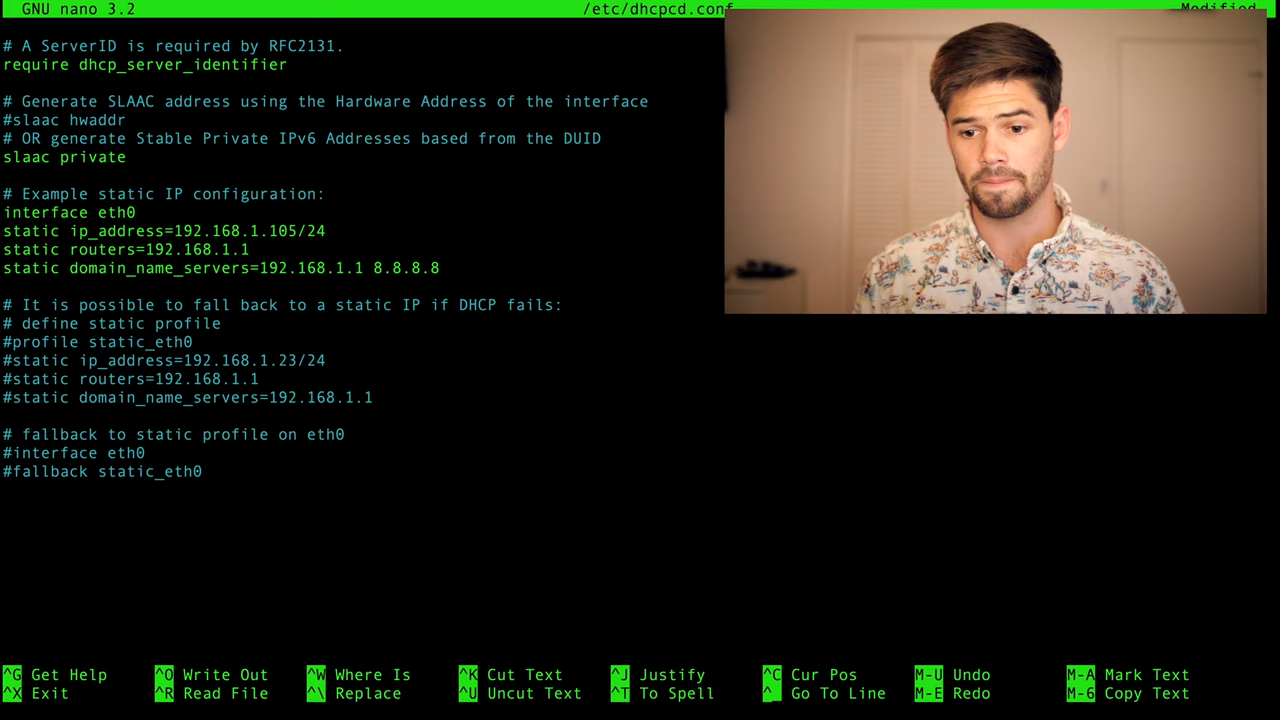 GNU nano 3.2 /etc/dhcpcd.conf Modified
# A ServerID is required by RFC2131.
require dhcp_server_identifier
# Generate SLAAC address using the Hardware Address of the interface
#slaac hwaddr
# OR generate Stable Private IPv6 Addresses based from the DUID
slaac private
# Example static IP configuration:
interface eth0
static ip_address=192.168.1.105/24
static routers=192.168.1.1
static domain_name_servers=192.168.1.1 8.8.8.8
# It is possible to fall back to a static IP if DHCP fails:
# define static profile
#profile static_eth0
#static ip_address=192.168.1.23/24
#static routers=192.168.1.1
#static domain_name_servers=192.168.1.1
# fallback to static profile on eth0
#interface eth0
#fallback static_eth0
^G Get Help ^O Write Out ^W Where Is ^K Cut Text ^J Justify ^C Cur Pos M-U Undo M-A Mark Text
^X Exit ^R Read File ^\ Replace ^U Uncut Text ^T To Spell ^_ Go To Line M-E Redo M-6 Copy Text